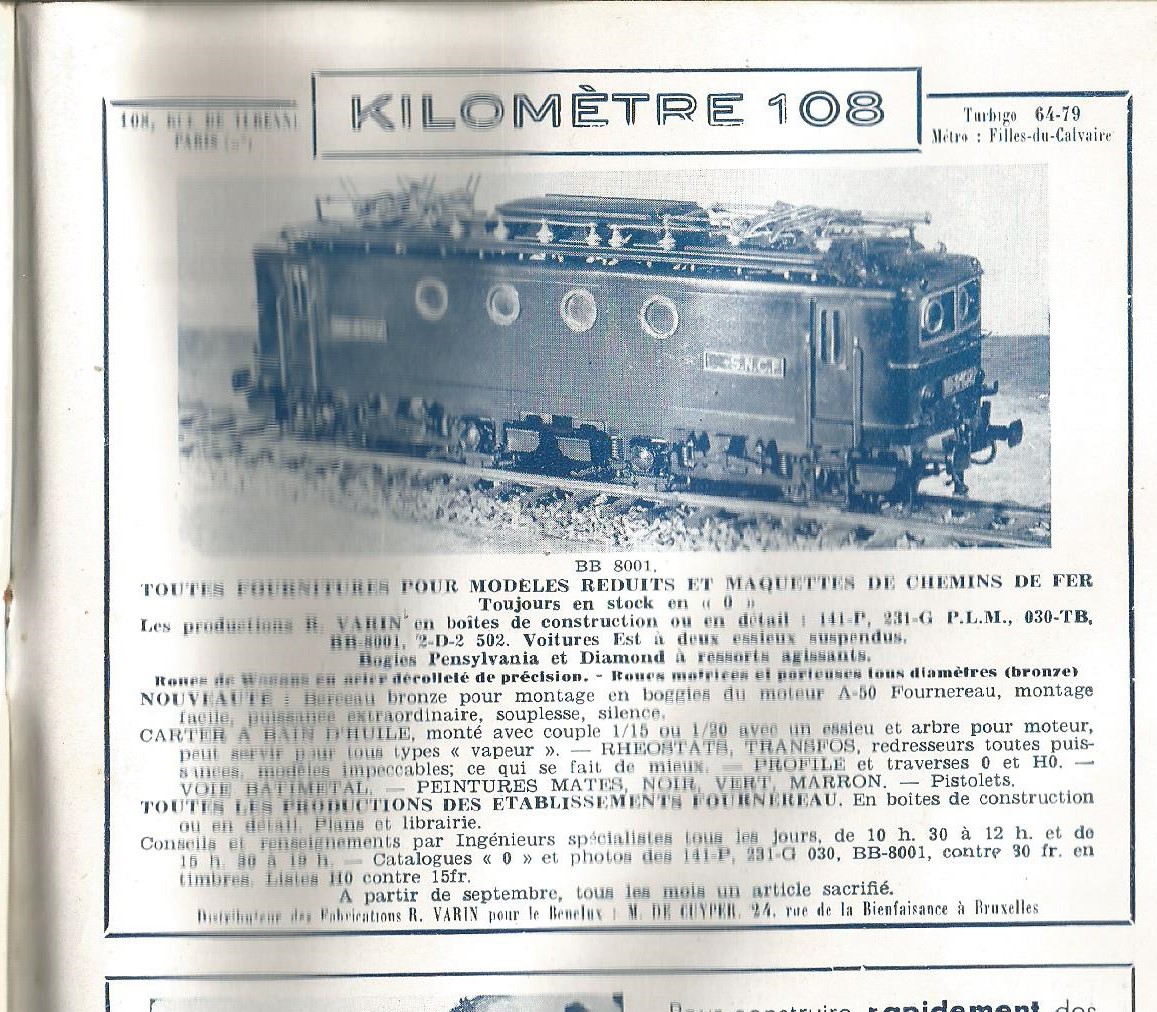 KILOMÈTRE 108
108, RUE DE TURENNE
PARIS (3e)
Turbigo 64-79
Métro : Filles-du-Calvaire
S.N.C.F.
BB 8001.
TOUTES FOURNITURES POUR MODELES REDUITS ET MAQUETTES DE CHEMINS DE FER
Toujours en stock en « 0 »
Les productions R. VARIN en boîtes de construction ou en détail : 141-P, 231-G P.L.M., 030-TB,
BB-8001, 2-D-2 502. Voitures Est à deux essieux suspendus.
Bogies Pensylvania et Diamond à ressorts agissants.
Roues de Wagons en acier décolleté de précision. - Roues motrices et porteuses tous diamètres (bronze)
NOUVEAUTE : Berceau bronze pour montage en boggies du moteur A-50 Fournereau, montage
facile, puissance extraordinaire, souplesse, silence.
CARTER A BAIN D'HUILE, monté avec couple 1/15 ou 1/20 avec un essieu et arbre pour moteur,
peut servir pour tous types « vapeur ». — RHEOSTATS, TRANSFOS, redresseurs toutes puis-
sances, modèles impeccables; ce qui se fait de mieux. — PROFILE et traverses 0 et H0. —
VOIE BATIMETAL. — PEINTURES MATES, NOIR, VERT, MARRON. — Pistolets.
TOUTES LES PRODUCTIONS DES ETABLISSEMENTS FOURNEREAU. En boites de construction
ou en détail. Plans et librairie.
Conseils et renseignements par Ingénieurs spécialistes tous les jours, de 10 h. 30 à 12 h. et de
15 h. 30 à 19 h. — Catalogues « 0 » et photos des 141-P, 231-G 030, BB-8001, contre 30 fr. en
timbres. Listes H0 contre 15fr.
A partir de septembre, tous les mois un article sacrifié.
Distributeur des Fabrications R. VARIN pour le Benelux : M. DE CUYPER, 24, rue de la Bienfaisance à Bruxelles
Pour construire rapidement des